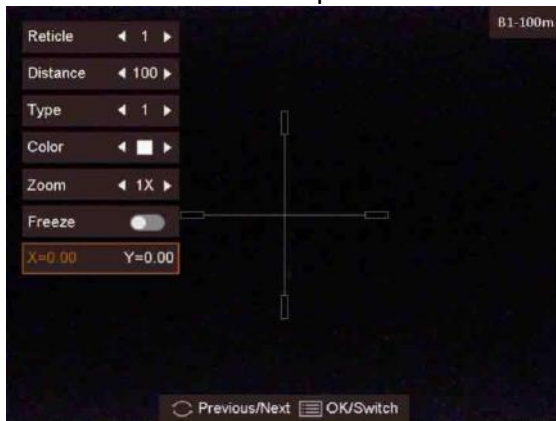 B1-100m
Reticle 1
Distance 100
Type 1
Color
Zoom 1X
Freeze
X=0.00 Y=0.00
Previous/Next OK/Switch